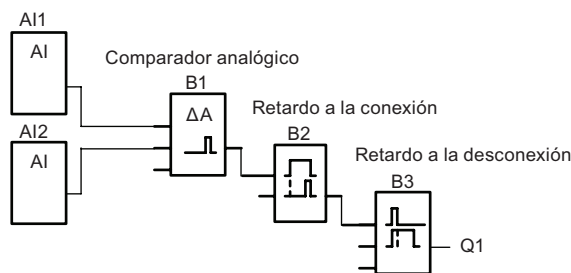 AI1
AI
Comparador analógico
B1
ΔA
AI2
AI
Retardo a la conexión
B2
Retardo a la desconexión
B3
Q1